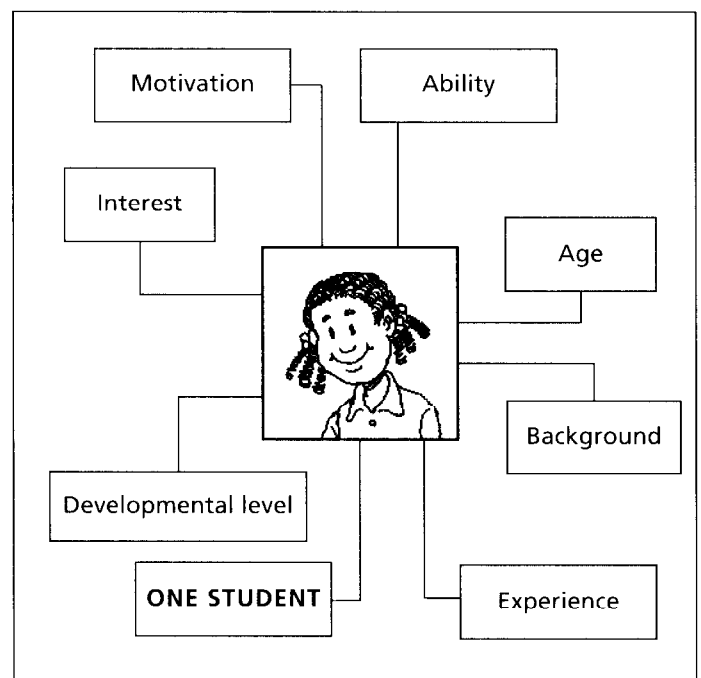 Motivation
Ability
Interest
Age
Background
Developmental level
ONE STUDENT
Experience